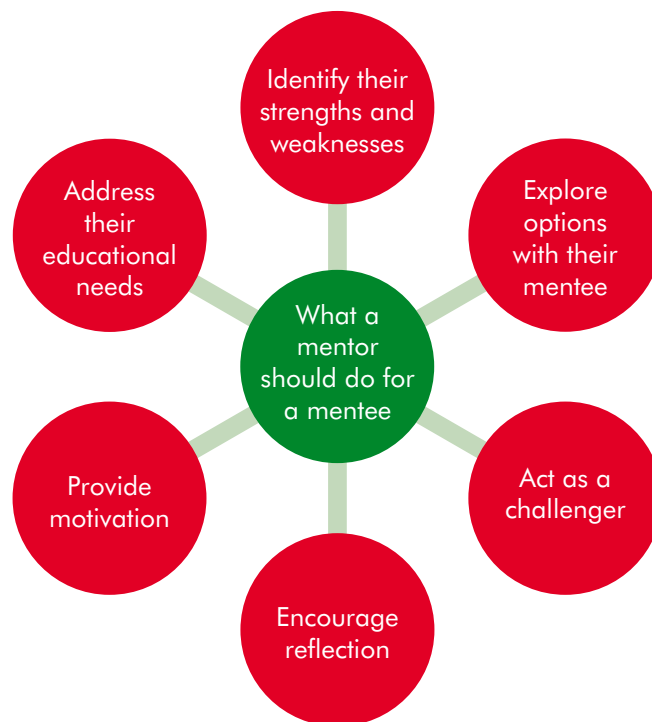 Identify their
strengths and
weaknesses
Explore
options
with their
mentee
Act as a
challenger
Encourage
reflection
Provide
motivation
Address
their
educational
needs
What a
mentor
should do for
a mentee